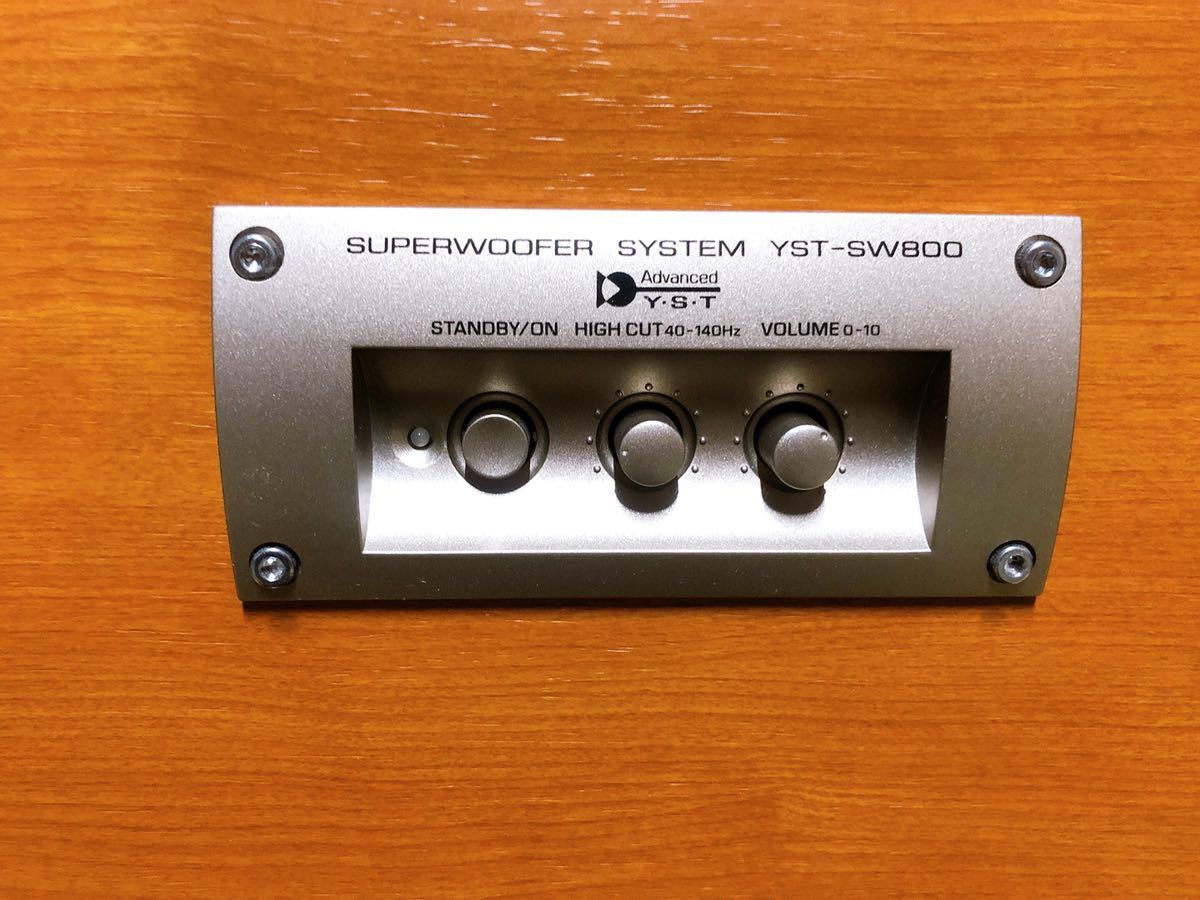 SUPERWOOFER SYSTEM YST-SW800
Advanced
Y·S·T
STANDBY/ON HIGH CUT 40-140Hz VOLUME 0-10